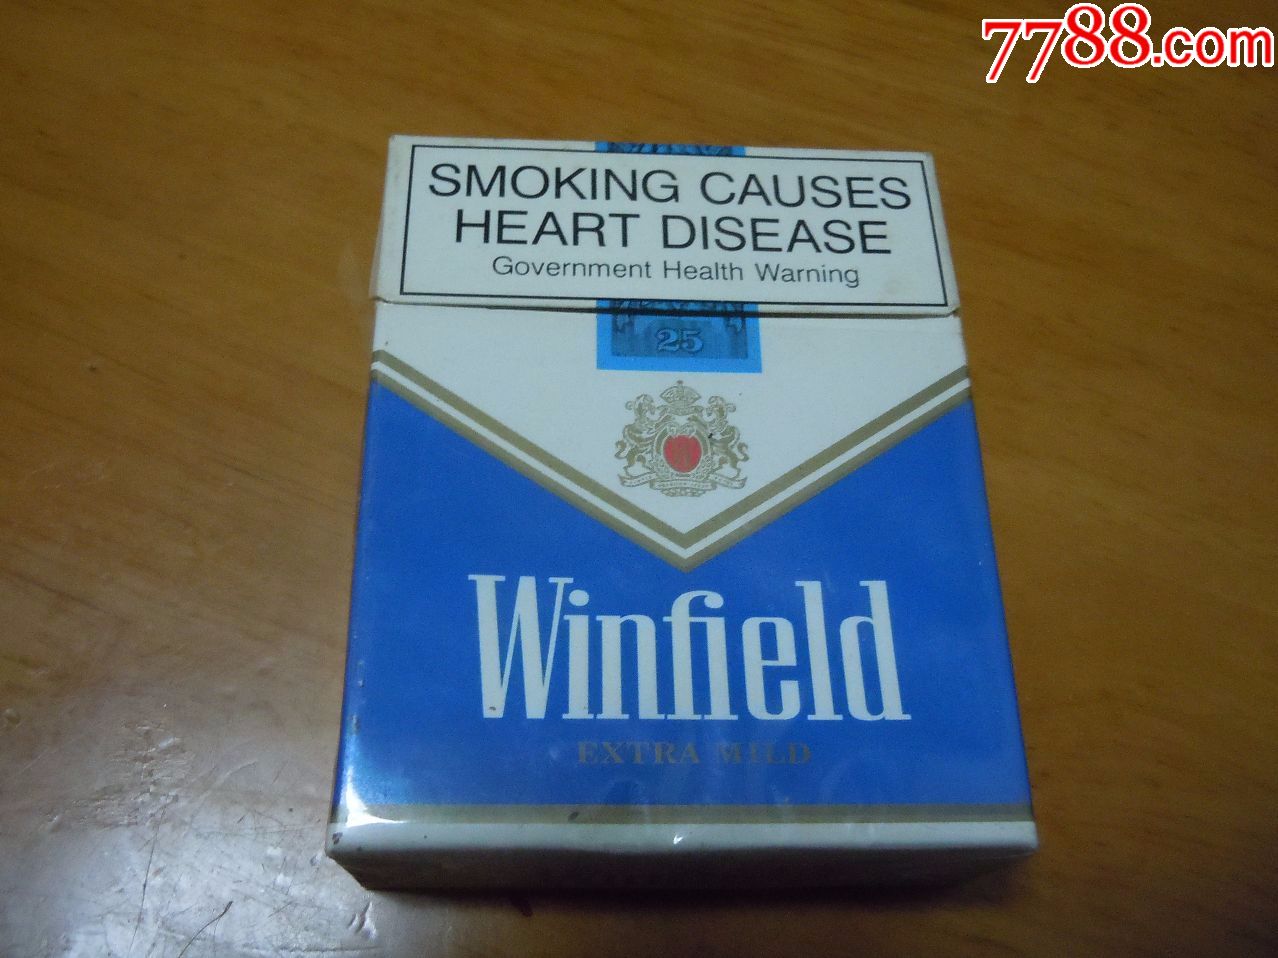 7788.com
SMOKING CAUSES
HEART DISEASE
Government Health Warning
25
Winfield
EXTRA MILD